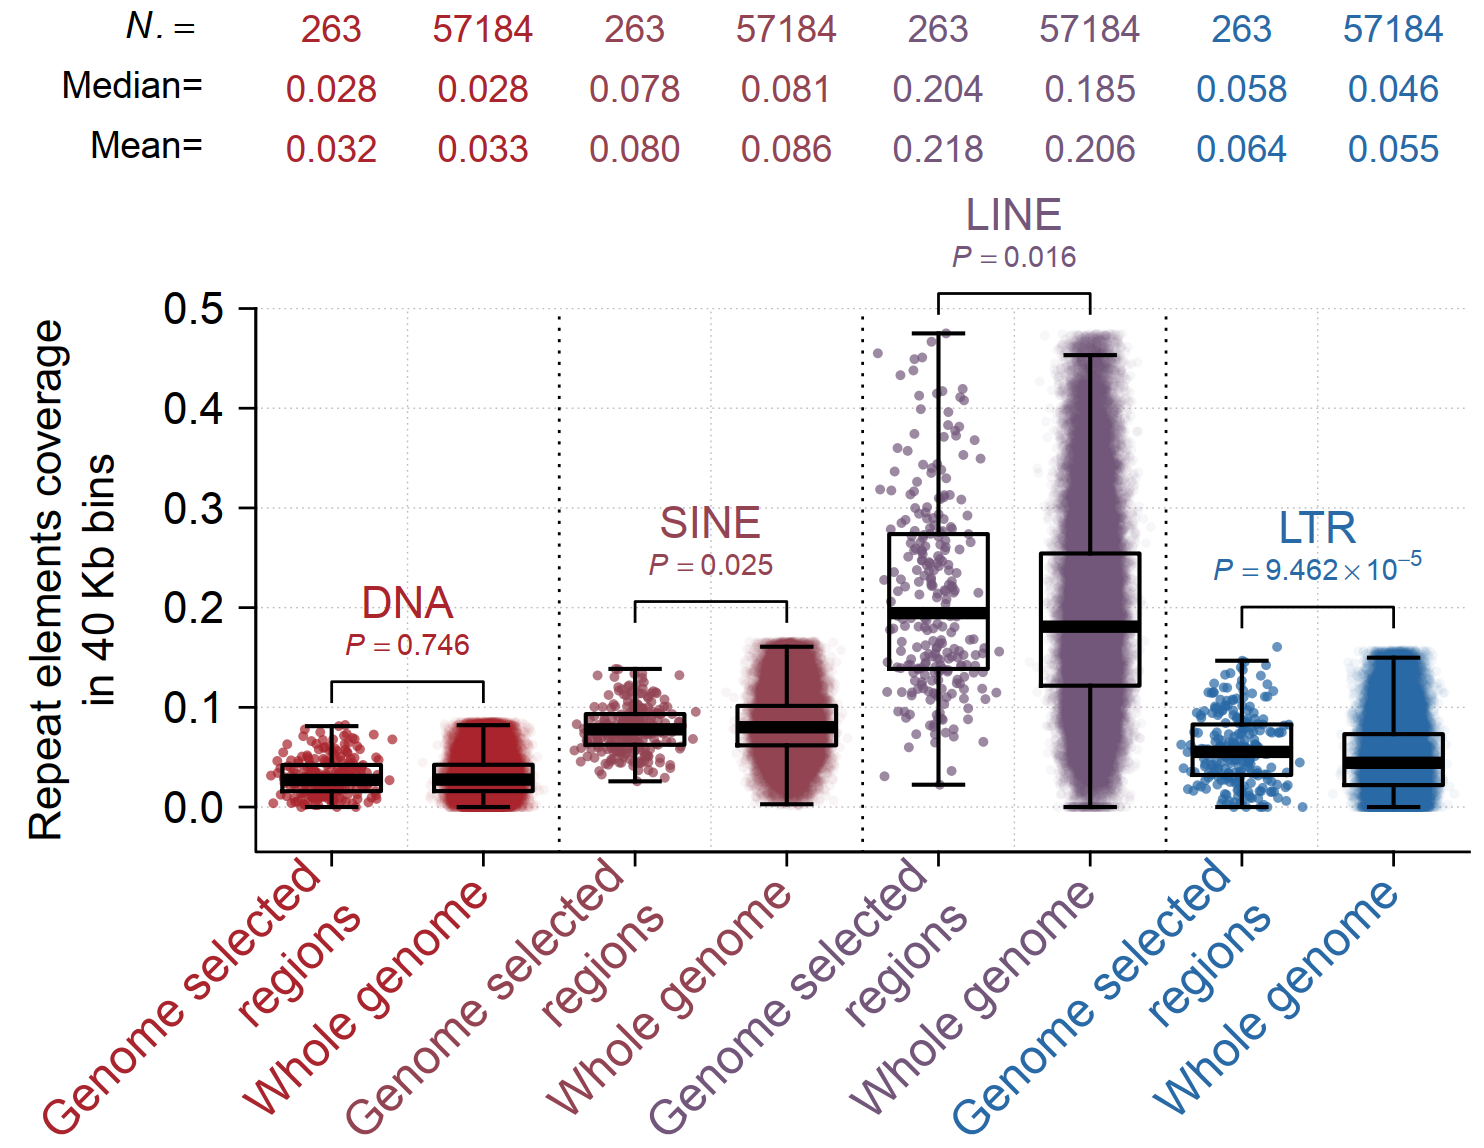 N. = 263 57184 263 57184 263 57184 263 57184
Median= 0.028 0.028 0.078 0.081 0.204 0.185 0.058 0.046
Mean= 0.032 0.033 0.080 0.086 0.218 0.206 0.064 0.055
LINE
P = 0.016
0.5
0.4
0.3
0.2
0.1
0.0
Repeat elements coverage
in 40 Kb bins
SINE
P = 0.025
LTR
P = 9.462×10⁻⁵
DNA
P = 0.746
Genome selected
regions
Whole genome
Genome selected
regions
Whole genome
Genome selected
regions
Whole genome
Genome selected
regions
Whole genome